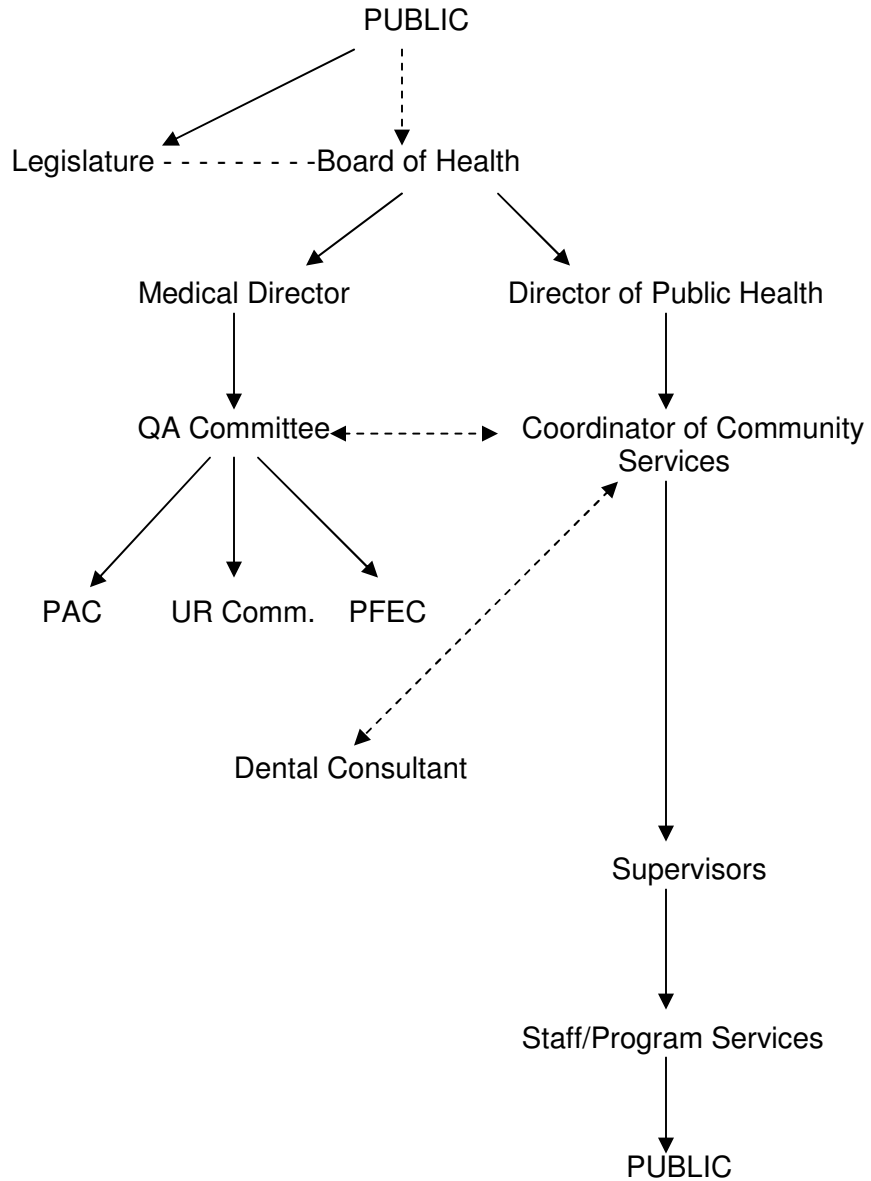 PUBLIC
Legislature - - - - - - - -Board of Health
Medical Director Director of Public Health
QA Committee Coordinator of Community
Services
PAC UR Comm. PFEC
Dental Consultant
Supervisors
Staff/Program Services
PUBLIC